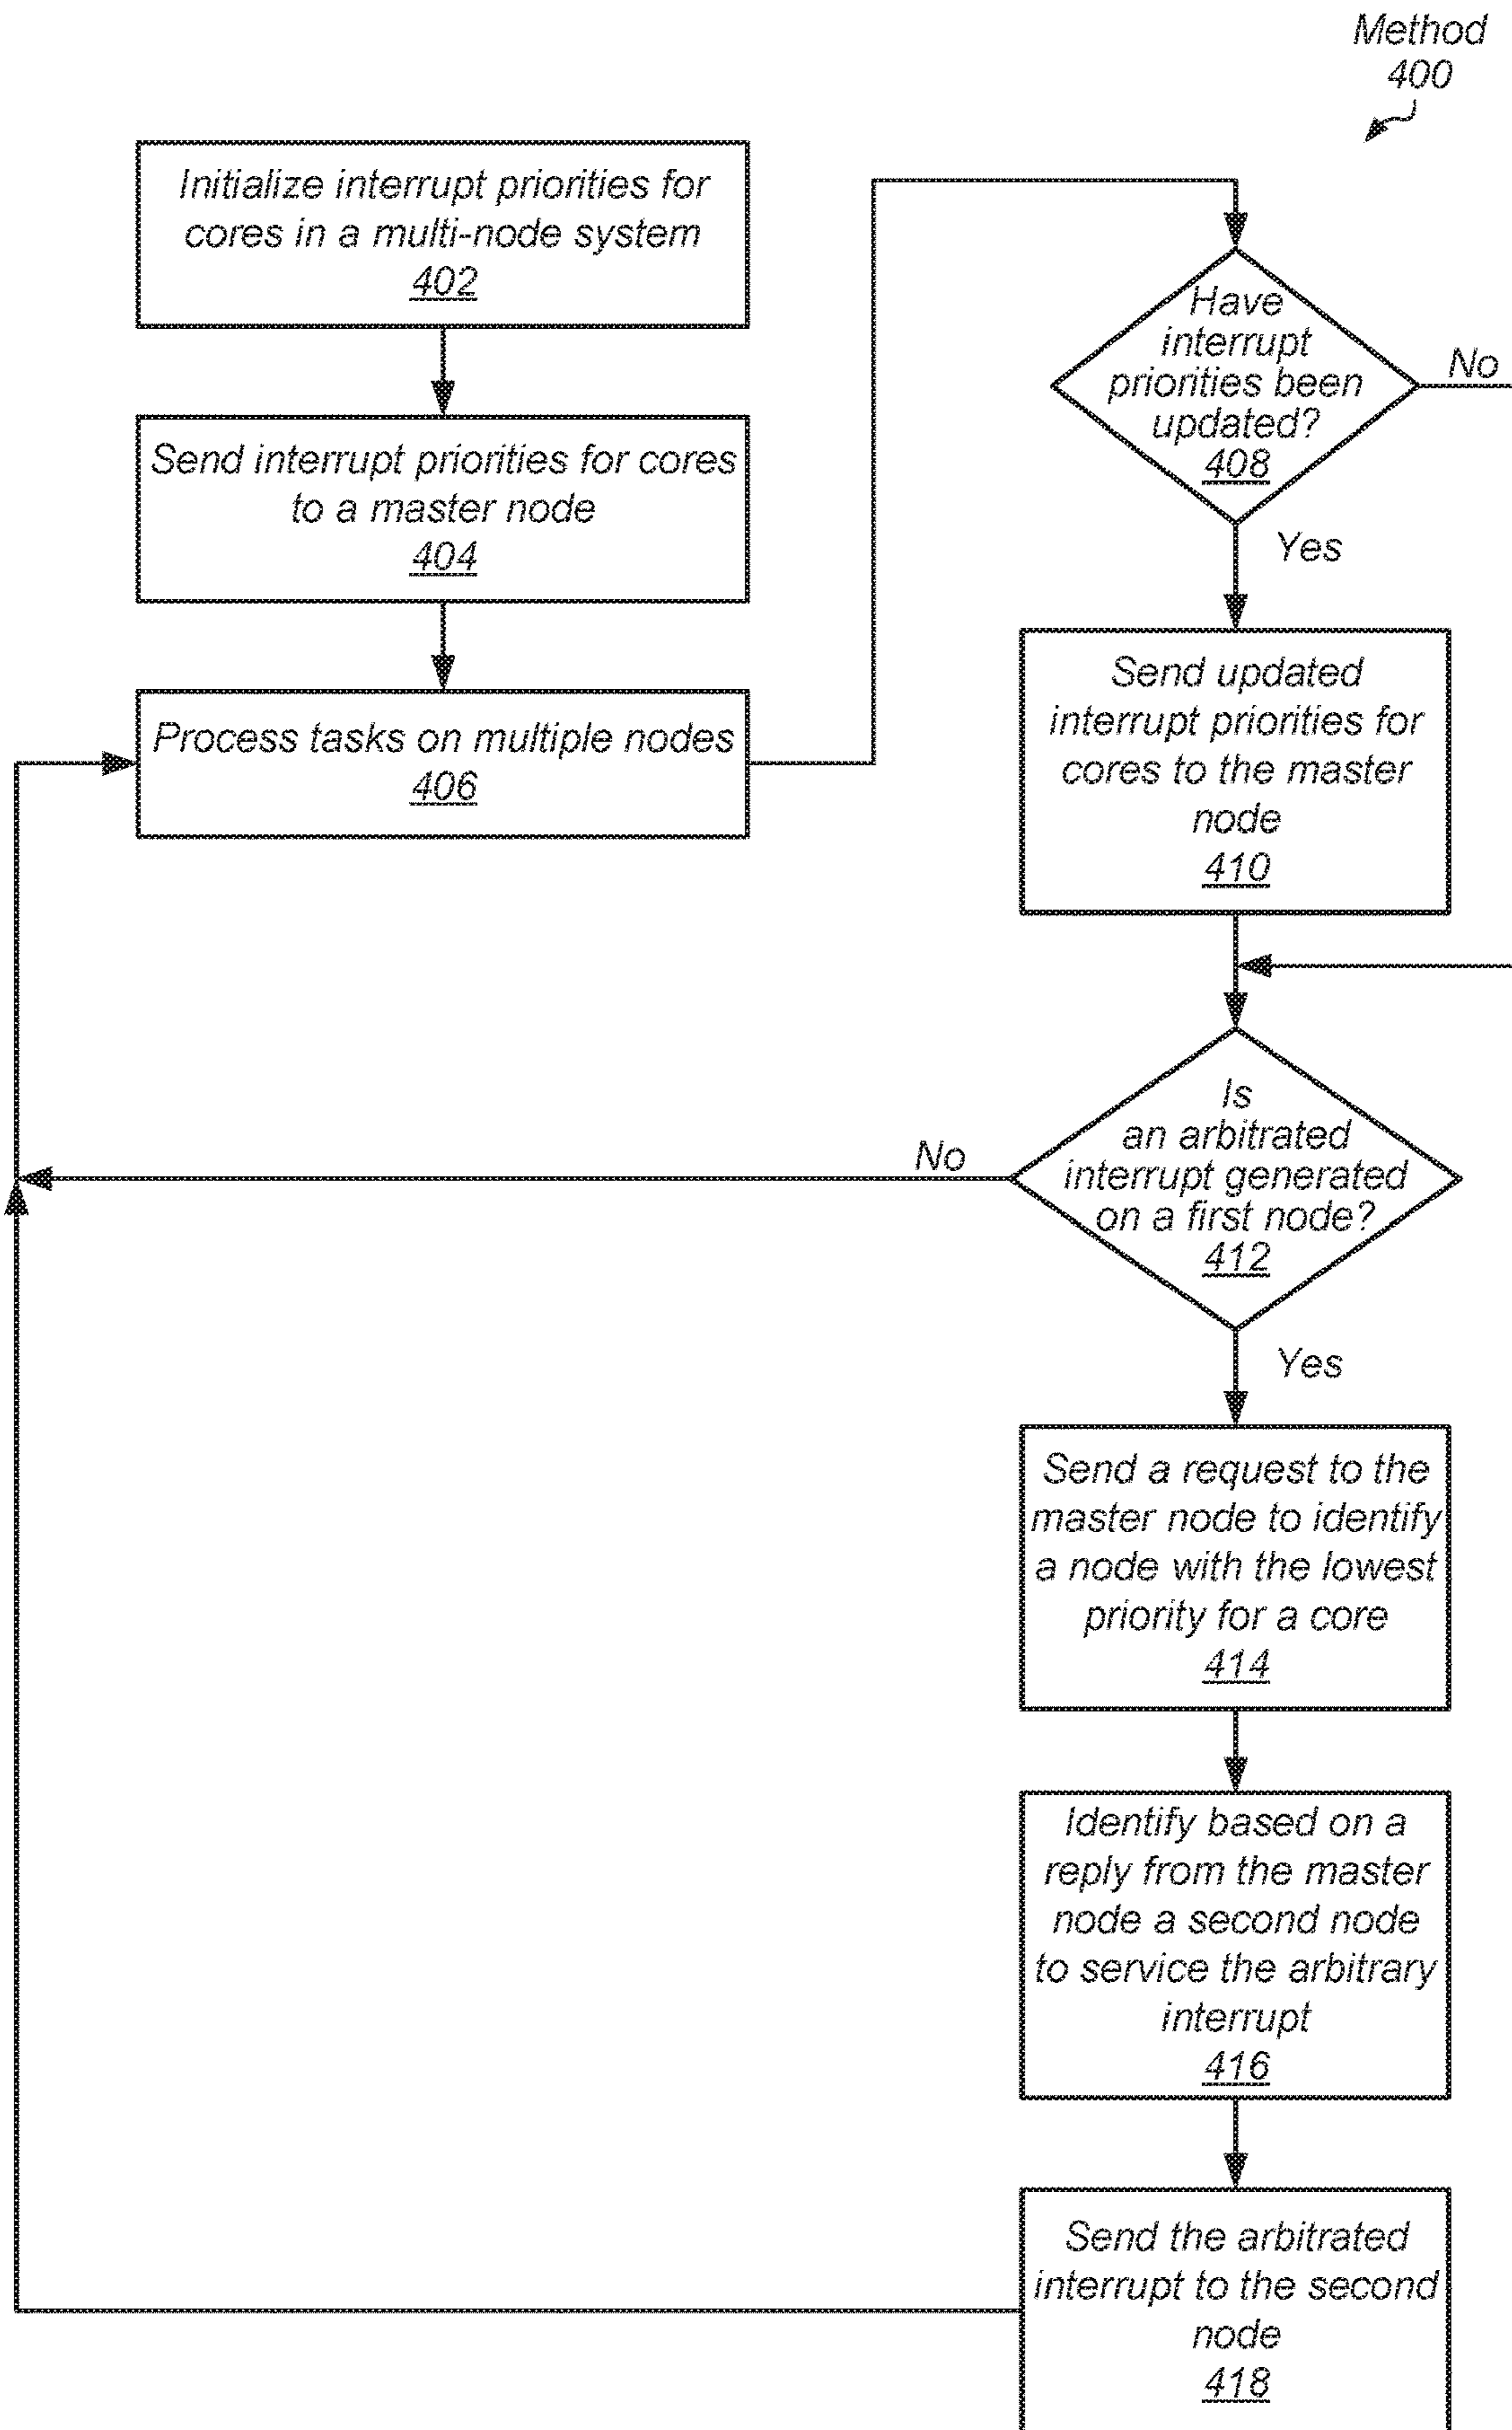 Method
400
Initialize interrupt priorities for
cores in a multi-node system
402
Send interrupt priorities for cores
to a master node
404
Process tasks on multiple nodes
406
Have
interrupt
priorities been
updated?
408
No
Yes
Send updated
interrupt priorities for
cores to the master
node
410
Is
an arbitrated
interrupt generated
on a first node?
412
No
Yes
Send a request to the
master node to identify
a node with the lowest
priority for a core
414
Identify based on a
reply from the master
node a second node
to service the arbitrary
interrupt
416
Send the arbitrated
interrupt to the second
node
418